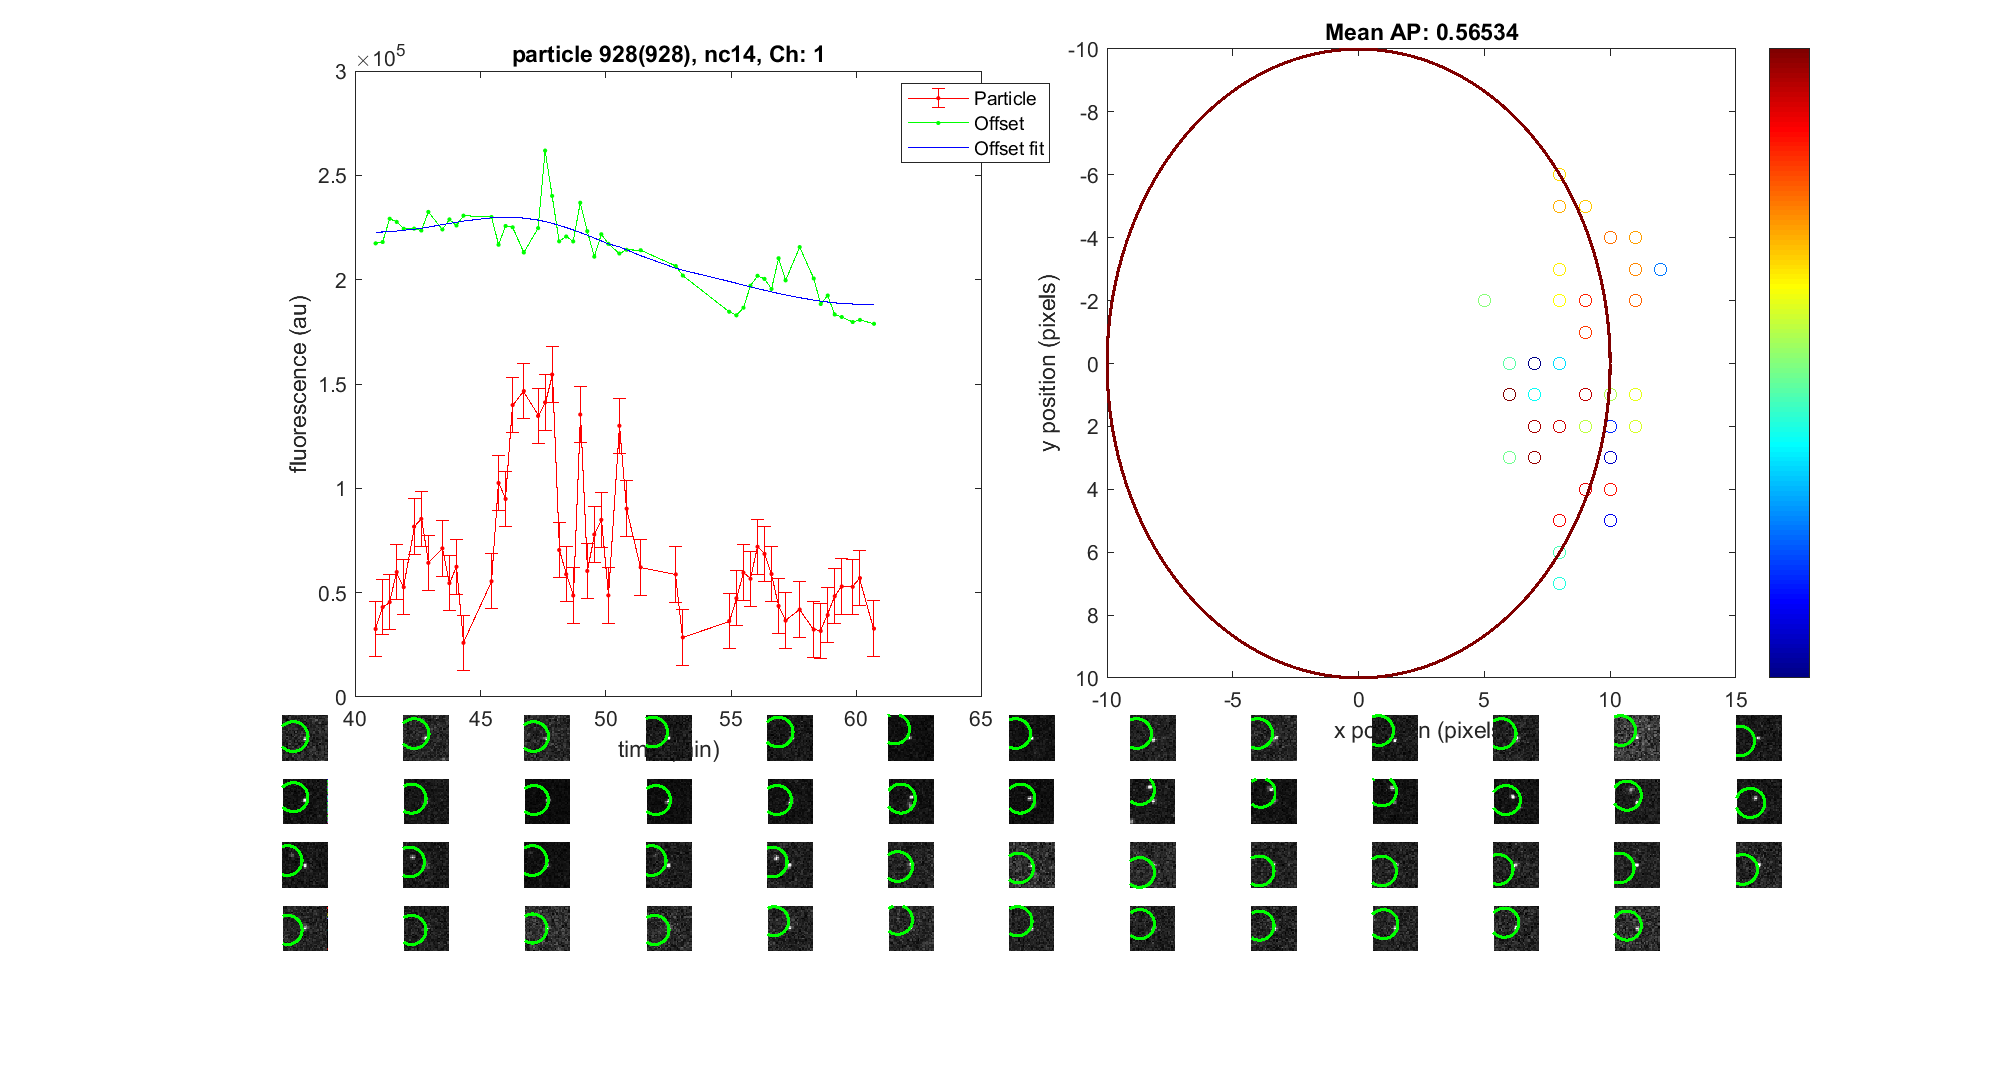 particle 928(928), nc14, Ch: 1
×10^5
3
2.5
2
1.5
1
0.5
0
fluorescence (au)
40 45 50 55 60 65
Particle
Offset
Offset fit
Mean AP: 0.56534
-10
-8
-6
-4
-2
0
2
4
6
8
10
y position (pixels)
-10 -5 0 5 10 15